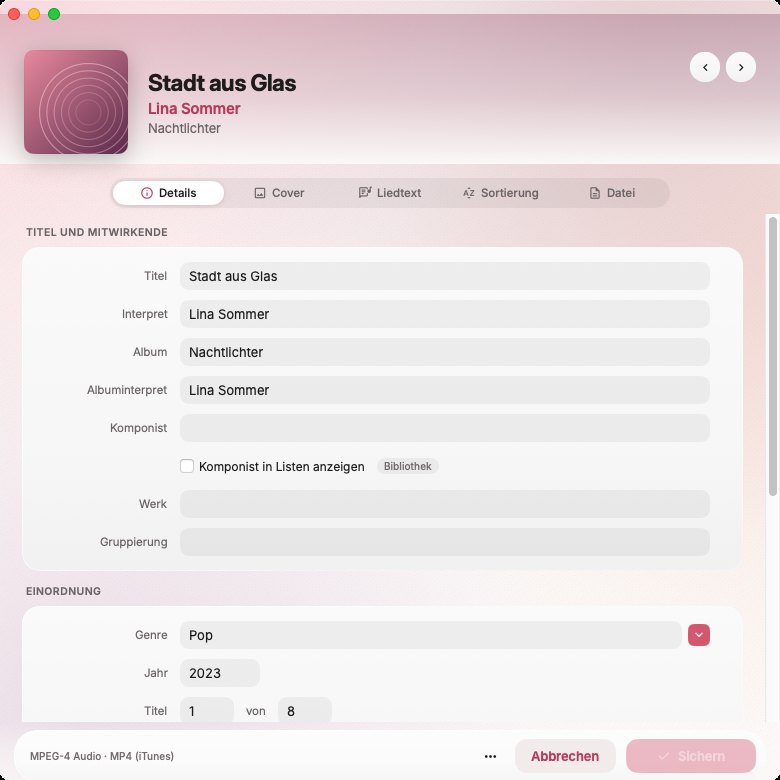 Stadt aus Glas
Lina Sommer
Nachtlichter
Details Cover Liedtext Sortierung Datei
TITEL UND MITWIRKENDE
Titel Stadt aus Glas
Interpret Lina Sommer
Album Nachtlichter
Albuminterpret Lina Sommer
Komponist
Komponist in Listen anzeigen Bibliothek
Werk
Gruppierung
EINORDNUNG
Genre Pop
Jahr 2023
Titel 1 von 8
MPEG-4 Audio · MP4 (iTunes) ••• Abbrechen Sichern